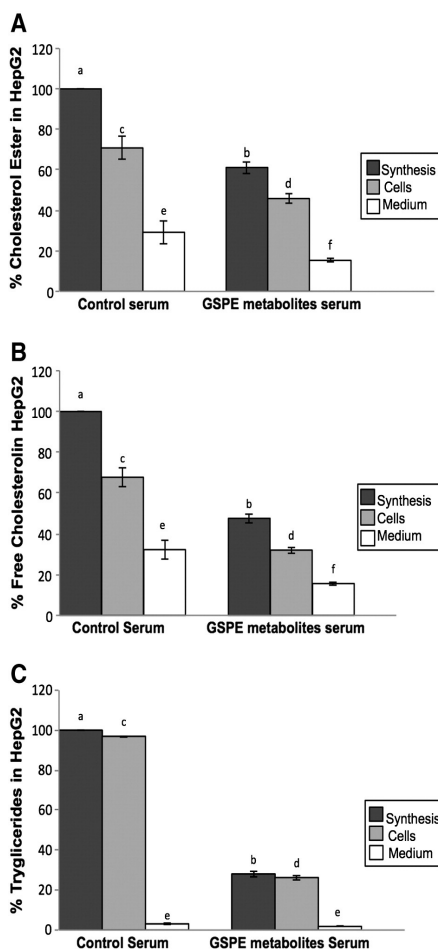 A
% Cholesterol Ester in HepG2
120
100
80
60
40
20
0
a
c
e
b
d
f
Synthesis
Cells
Medium
Control serum
GSPE metabolites serum
B
% Free Cholesterolin HepG2
120
100
80
60
40
20
0
a
c
e
b
d
f
Synthesis
Cells
Medium
Control Serum
GSPE metabolites serum
C
% Tryglicerides in HepG2
120
100
80
60
40
20
0
a
c
e
b
d
e
Synthesis
Cells
Medium
Control Serum
GSPE metabolites Serum